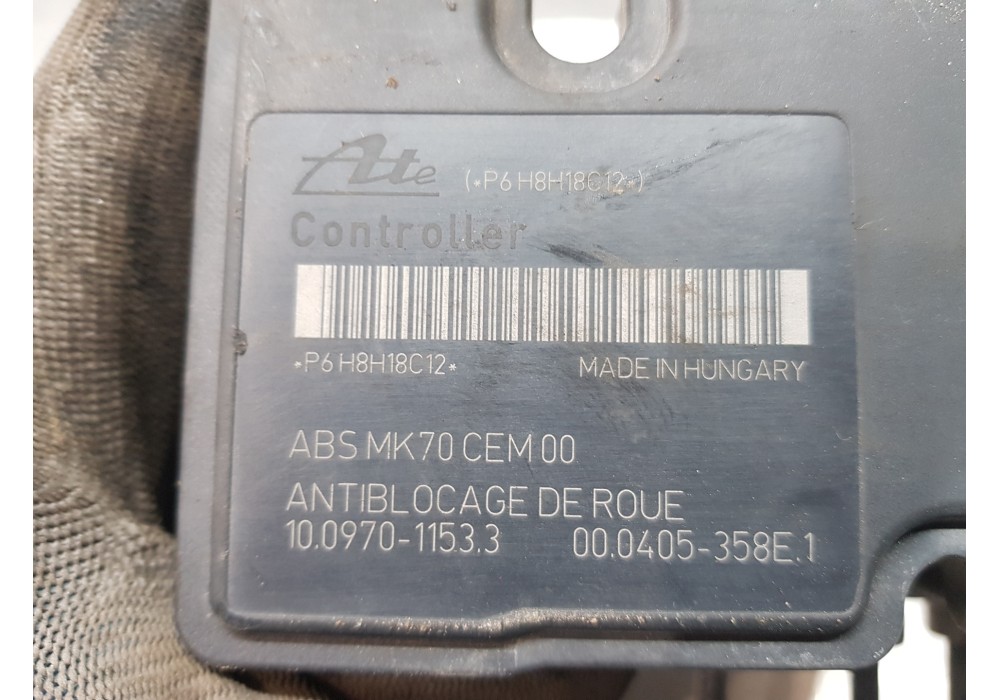 Ate (*P6 H8H18C12*)
Controller
*P6 H8H18C12*   MADE IN HUNGARY
ABS MK70 CEM 00
ANTIBLOCAGE DE ROUE
10.0970-1153.3   00.0405-358E.1